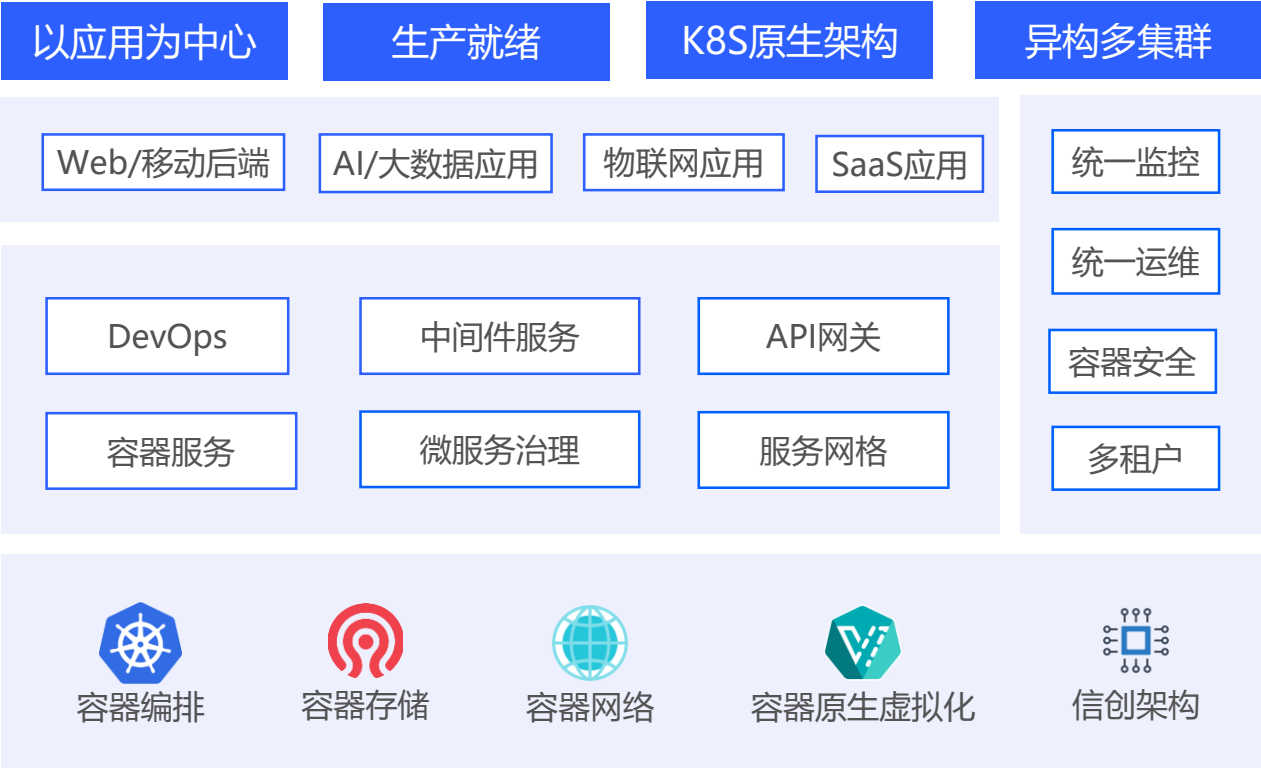 以应用为中心
生产就绪
K8S原生架构
异构多集群
Web/移动后端
AI/大数据应用
物联网应用
SaaS应用
DevOps
中间件服务
API网关
容器服务
微服务治理
服务网格
统一监控
统一运维
容器安全
多租户
容器编排
容器存储
容器网络
容器原生虚拟化
信创架构